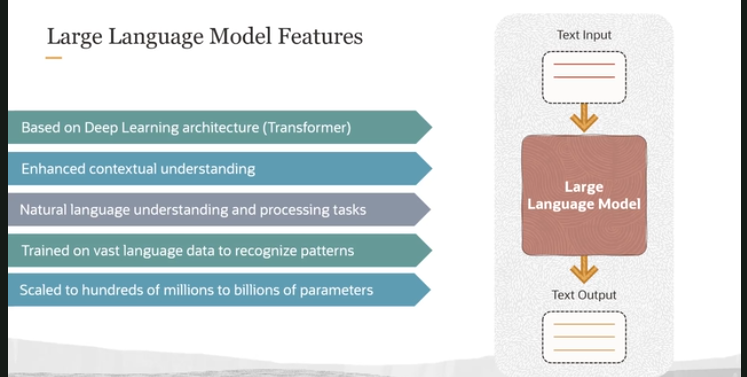 Large Language Model Features
Based on Deep Learning architecture (Transformer)
Enhanced contextual understanding
Natural language understanding and processing tasks
Trained on vast language data to recognize patterns
Scaled to hundreds of millions to billions of parameters
Text Input
Large
Language Model
Text Output